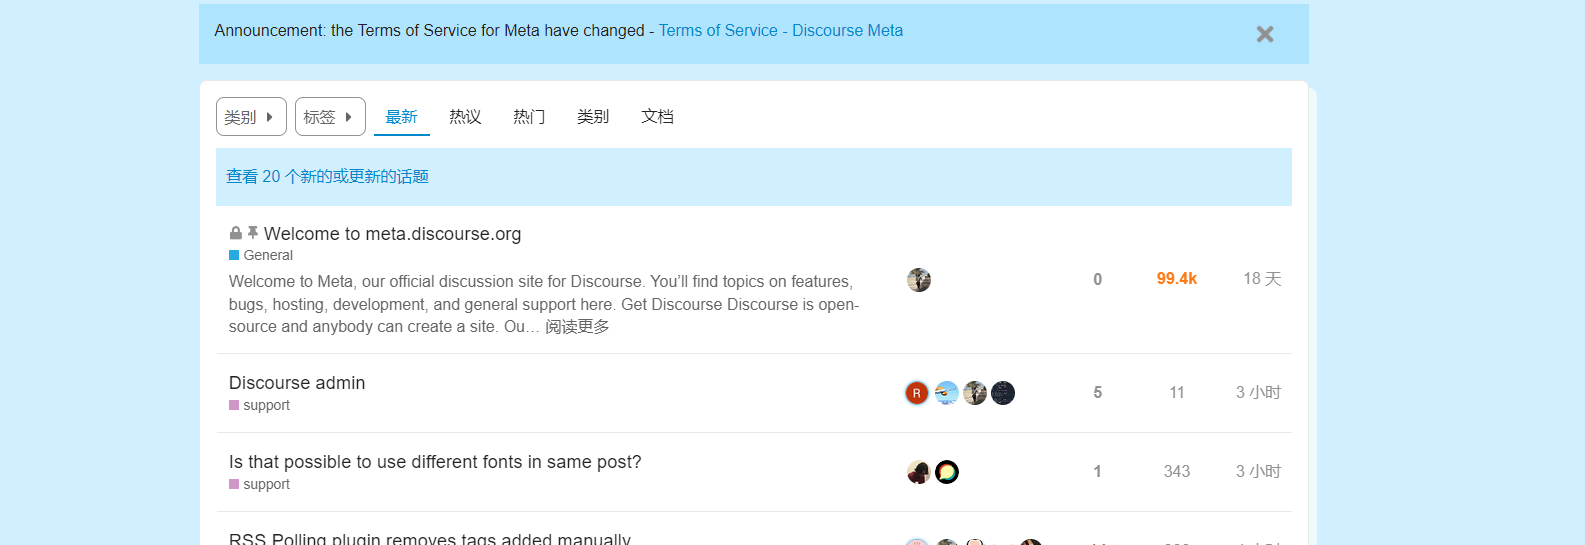 Announcement: the Terms of Service for Meta have changed - Terms of Service - Discourse Meta
类别 标签 最新 热议 热门 类别 文档
查看 20 个新的或更新的话题
Welcome to meta.discourse.org
General
Welcome to Meta, our official discussion site for Discourse. You’ll find topics on features,
bugs, hosting, development, and general support here. Get Discourse Discourse is open-
source and anybody can create a site. Ou… 阅读更多
0 99.4k 18 天
Discourse admin
support
R
5 11 3 小时
Is that possible to use different fonts in same post?
support
1 343 3 小时
RSS Polling plugin removes tags added manually